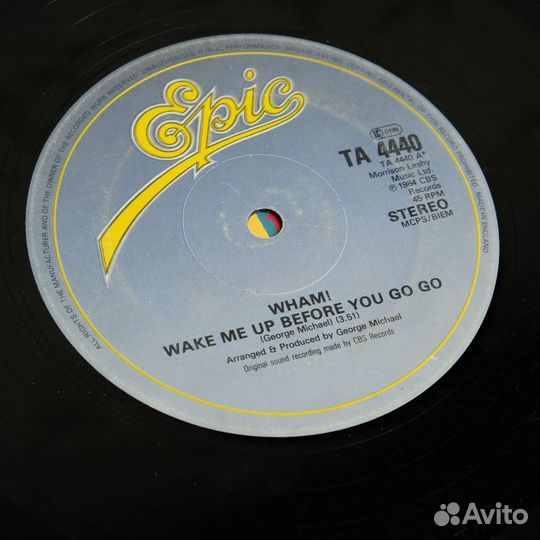 ALL RIGHTS OF THE MANUFACTURER AND OF THE OWNER OF THE RECORDED WORK RESERVED. UNAUTHORISED PUBLIC PERFORMANCE, BROADCASTING, COPYING AND RENTAL OF THIS RECORD PROHIBITED. MADE IN ENGLAND
Epic
LC 0199
TA 4440
TA 4440 A*
Morrison Leahy
Music Ltd.
℗ 1984 CBS
Records
45 RPM
STEREO
MCPS/BIEM
WHAM!
WAKE ME UP BEFORE YOU GO GO
(George Michael) (3.51)
Arranged & Produced by George Michael
Original sound recording made by CBS Records
Avito